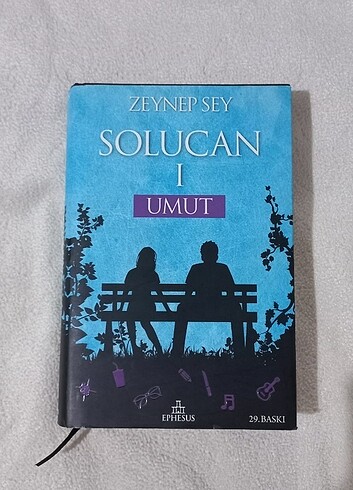 ZEYNEP SEY
SOLUCAN
I
UMUT
EPHESUS
29.BASKI